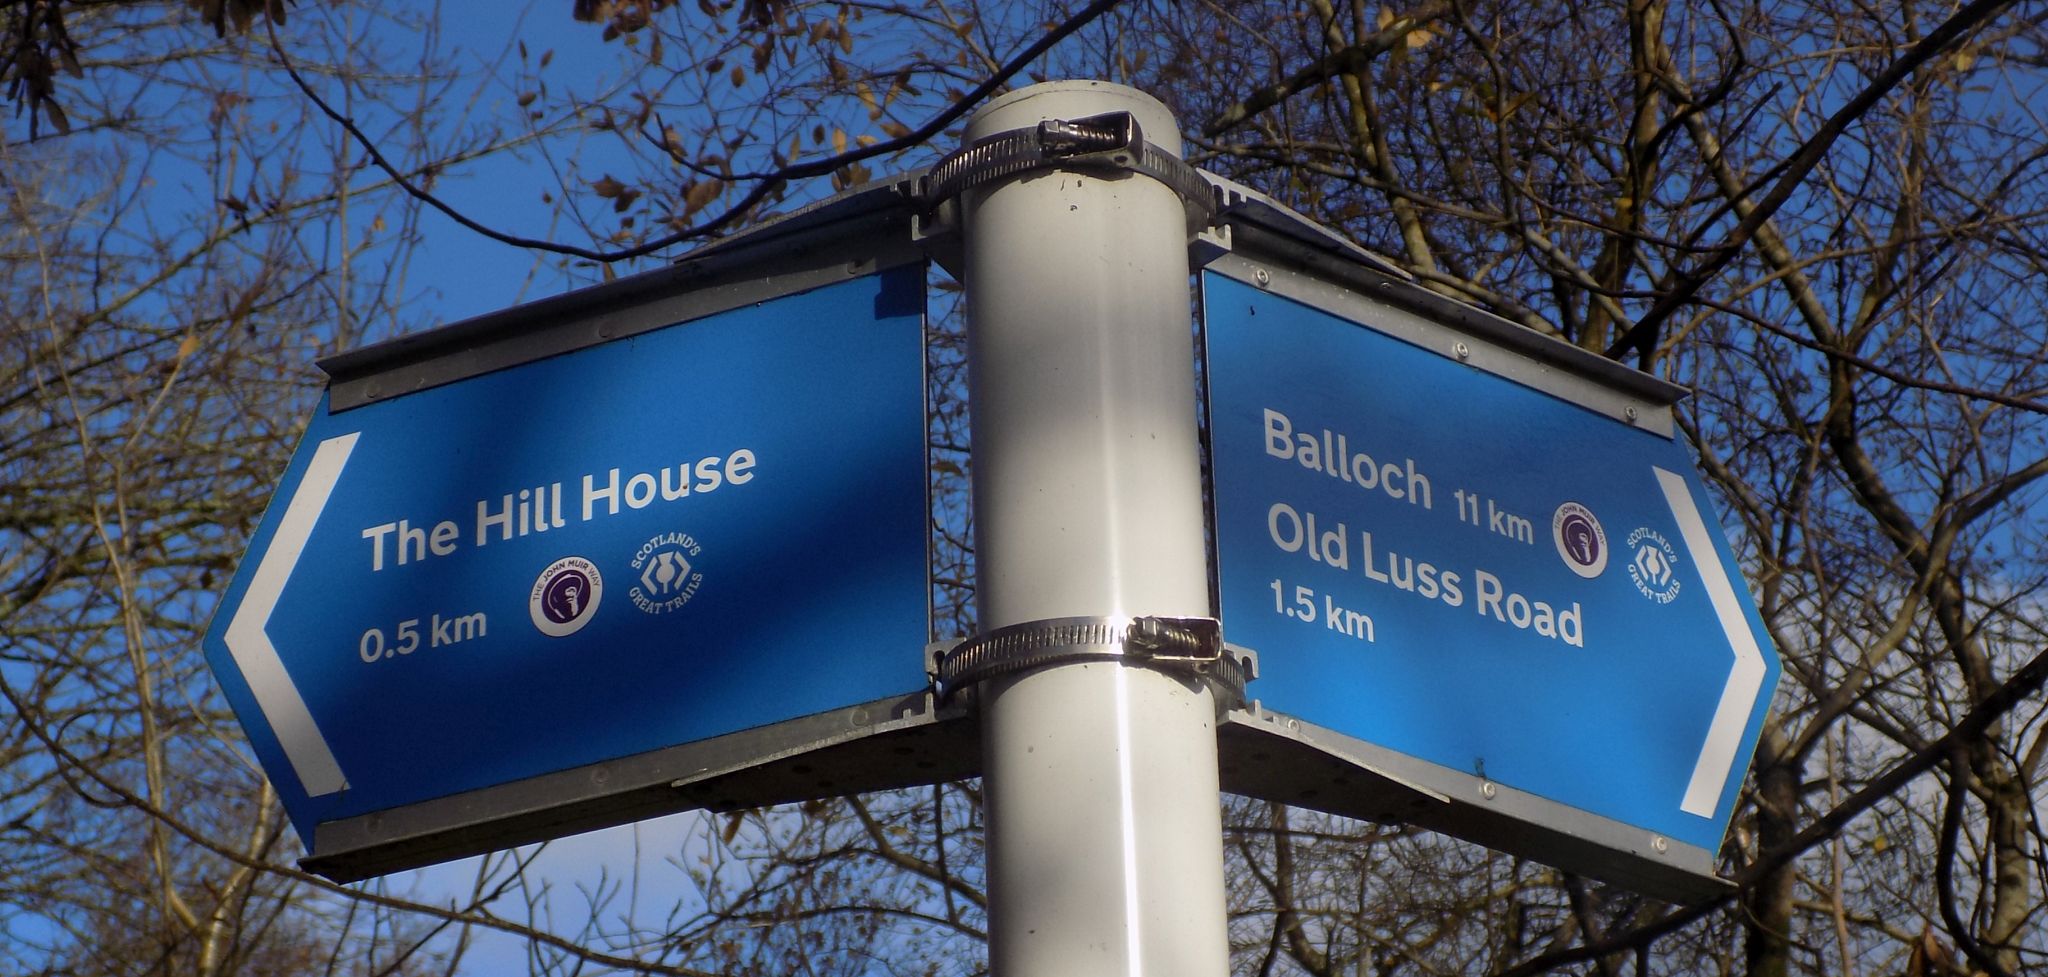 The Hill House
0.5 km
THE JOHN MUIR WAY
SCOTLAND'S
GREAT TRAILS
Balloch 11 km
Old Luss Road
1.5 km
THE JOHN MUIR WAY
SCOTLAND'S
GREAT TRAILS